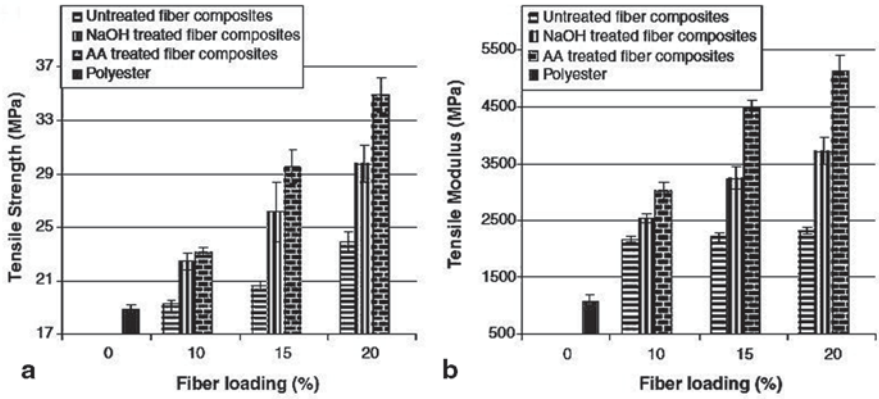 Untreated fiber composites
NaOH treated fiber composites
AA treated fiber composites
Polyester
Tensile Strength (MPa)
37
33
29
25
21
17
0 10 15 20
Fiber loading (%)
a
Untreated fiber composites
NaOH treated fiber composites
AA treated fiber composites
Polyester
Tensile Modulus (MPa)
5500
4500
3500
2500
1500
500
0 10 15 20
Fiber loading (%)
b